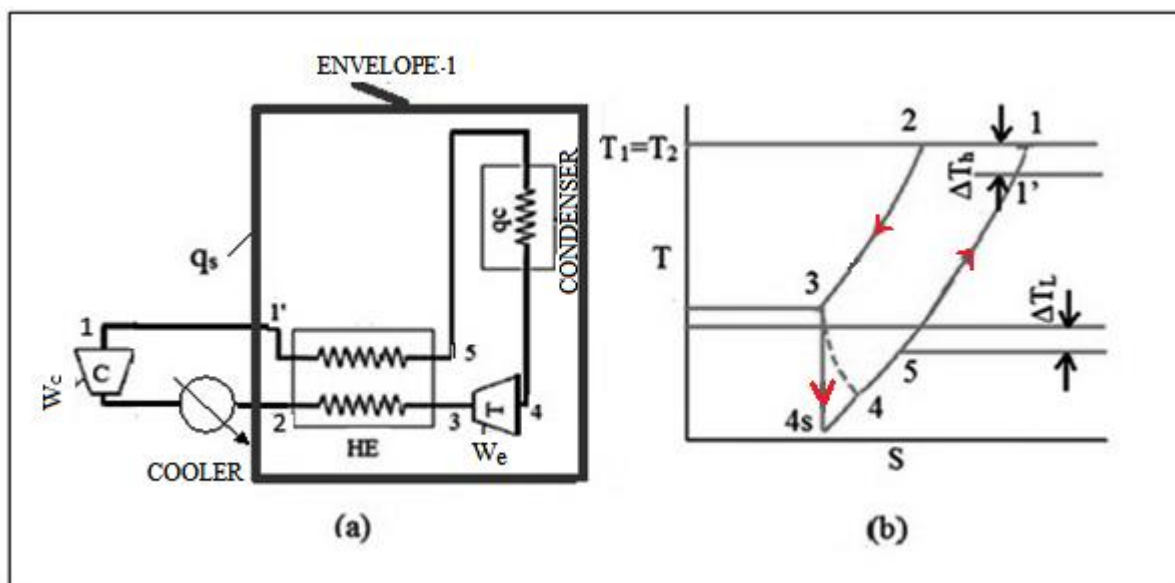 ENVELOPE-1
qs
CONDENSER
qc
1
1'
5
C
Wc
2
3
T
4
HE
We
COOLER
(a)
T1=T2
2
1
ΔTh
1'
T
3
ΔTL
5
4
4s
S
(b)